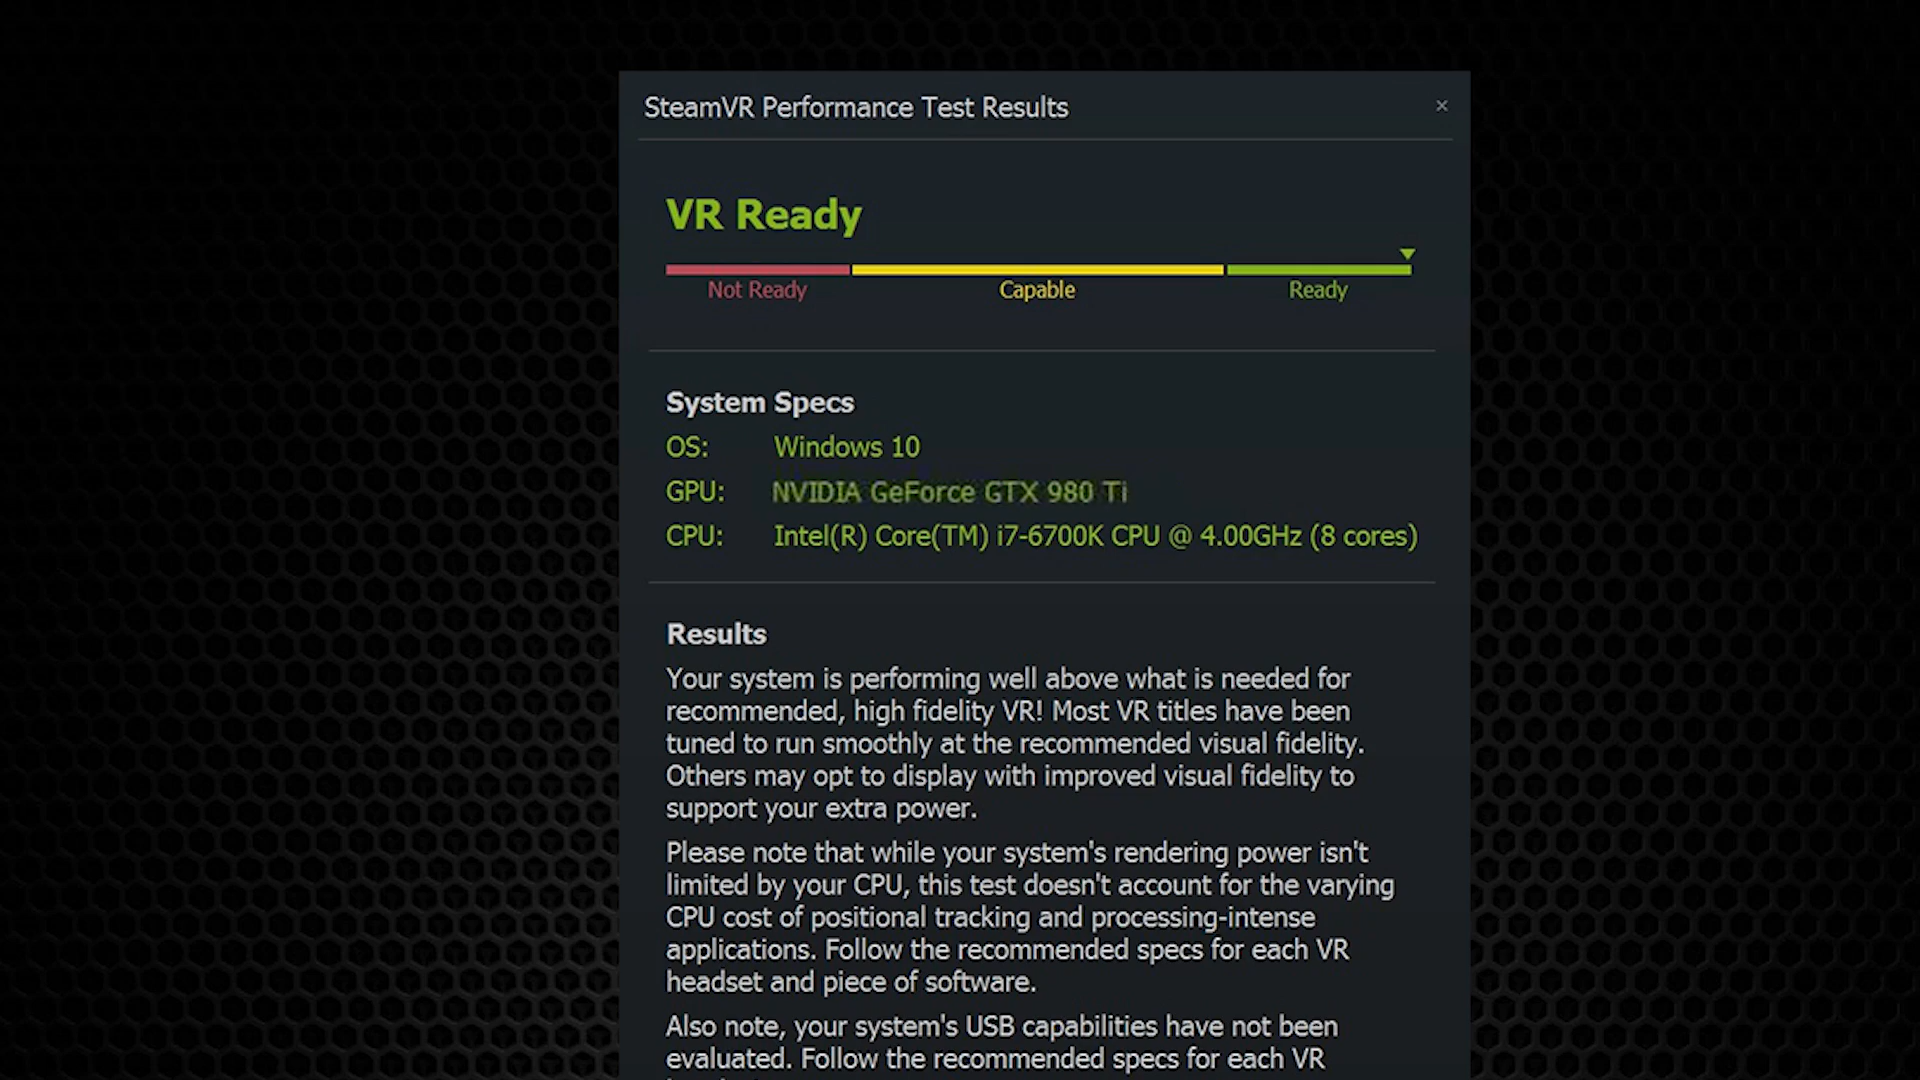 SteamVR Performance Test Results ×
VR Ready
Not Ready Capable Ready
System Specs
OS: Windows 10
GPU: NVIDIA GeForce GTX 980 Ti
CPU: Intel(R) Core(TM) i7-6700K CPU @ 4.00GHz (8 cores)
Results
Your system is performing well above what is needed for
recommended, high fidelity VR! Most VR titles have been
tuned to run smoothly at the recommended visual fidelity.
Others may opt to display with improved visual fidelity to
support your extra power.
Please note that while your system's rendering power isn't
limited by your CPU, this test doesn't account for the varying
CPU cost of positional tracking and processing-intense
applications. Follow the recommended specs for each VR
headset and piece of software.
Also note, your system's USB capabilities have not been
evaluated. Follow the recommended specs for each VR